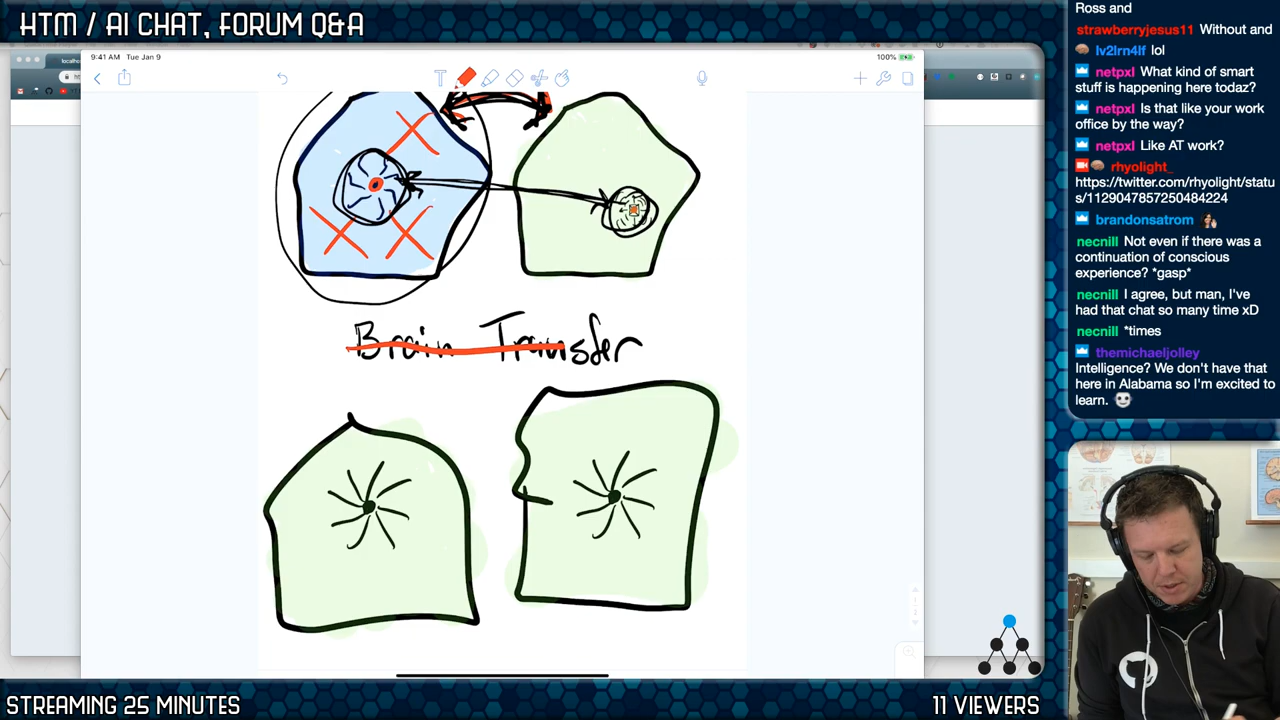 HTM / AI CHAT, FORUM Q&A
9:41 AM Tue Jan 9
100%
localho
T
Brain Transfer
Ross and
strawberryjesus11 Without and
lv2lrn4lf lol
netpxl What kind of smart
stuff is happening here todaz?
netpxl Is that like your work
office by the way?
netpxl Like AT work?
rhyolight_
https://twitter.com/rhyolight/statu
s/1129047857250484224
brandonsatrom
necnill Not even if there was a
continuation of conscious
experience? *gasp*
necnill I agree, but man, I've
had that chat so many time xD
necnill *times
themichaeljolley
Intelligence? We don't have that
here in Alabama so I'm excited to
learn.
STREAMING 25 MINUTES
11 VIEWERS